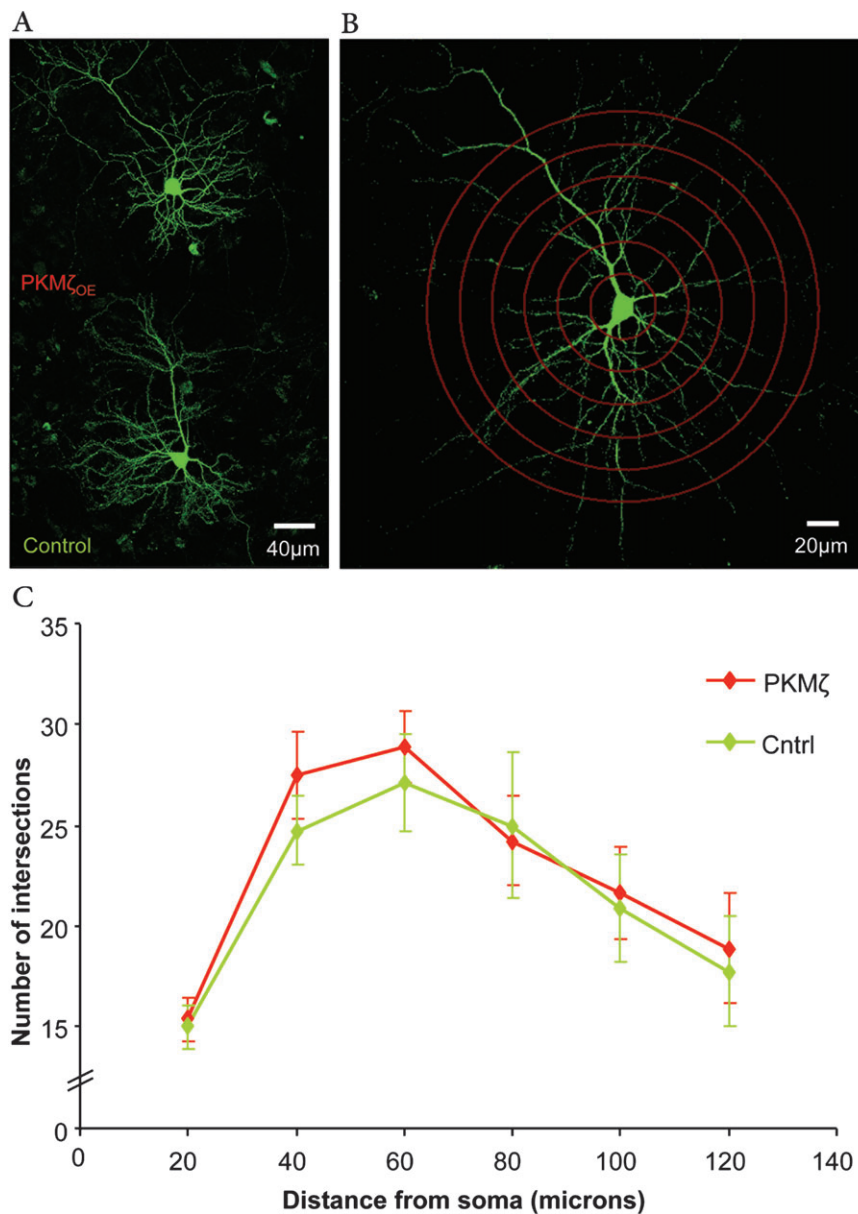 A
B
PKMζOE
Control
40µm
20µm
C
35
30
25
20
15
0
Number of intersections
PKMζ
Cntrl
0 20 40 60 80 100 120 140
Distance from soma (microns)